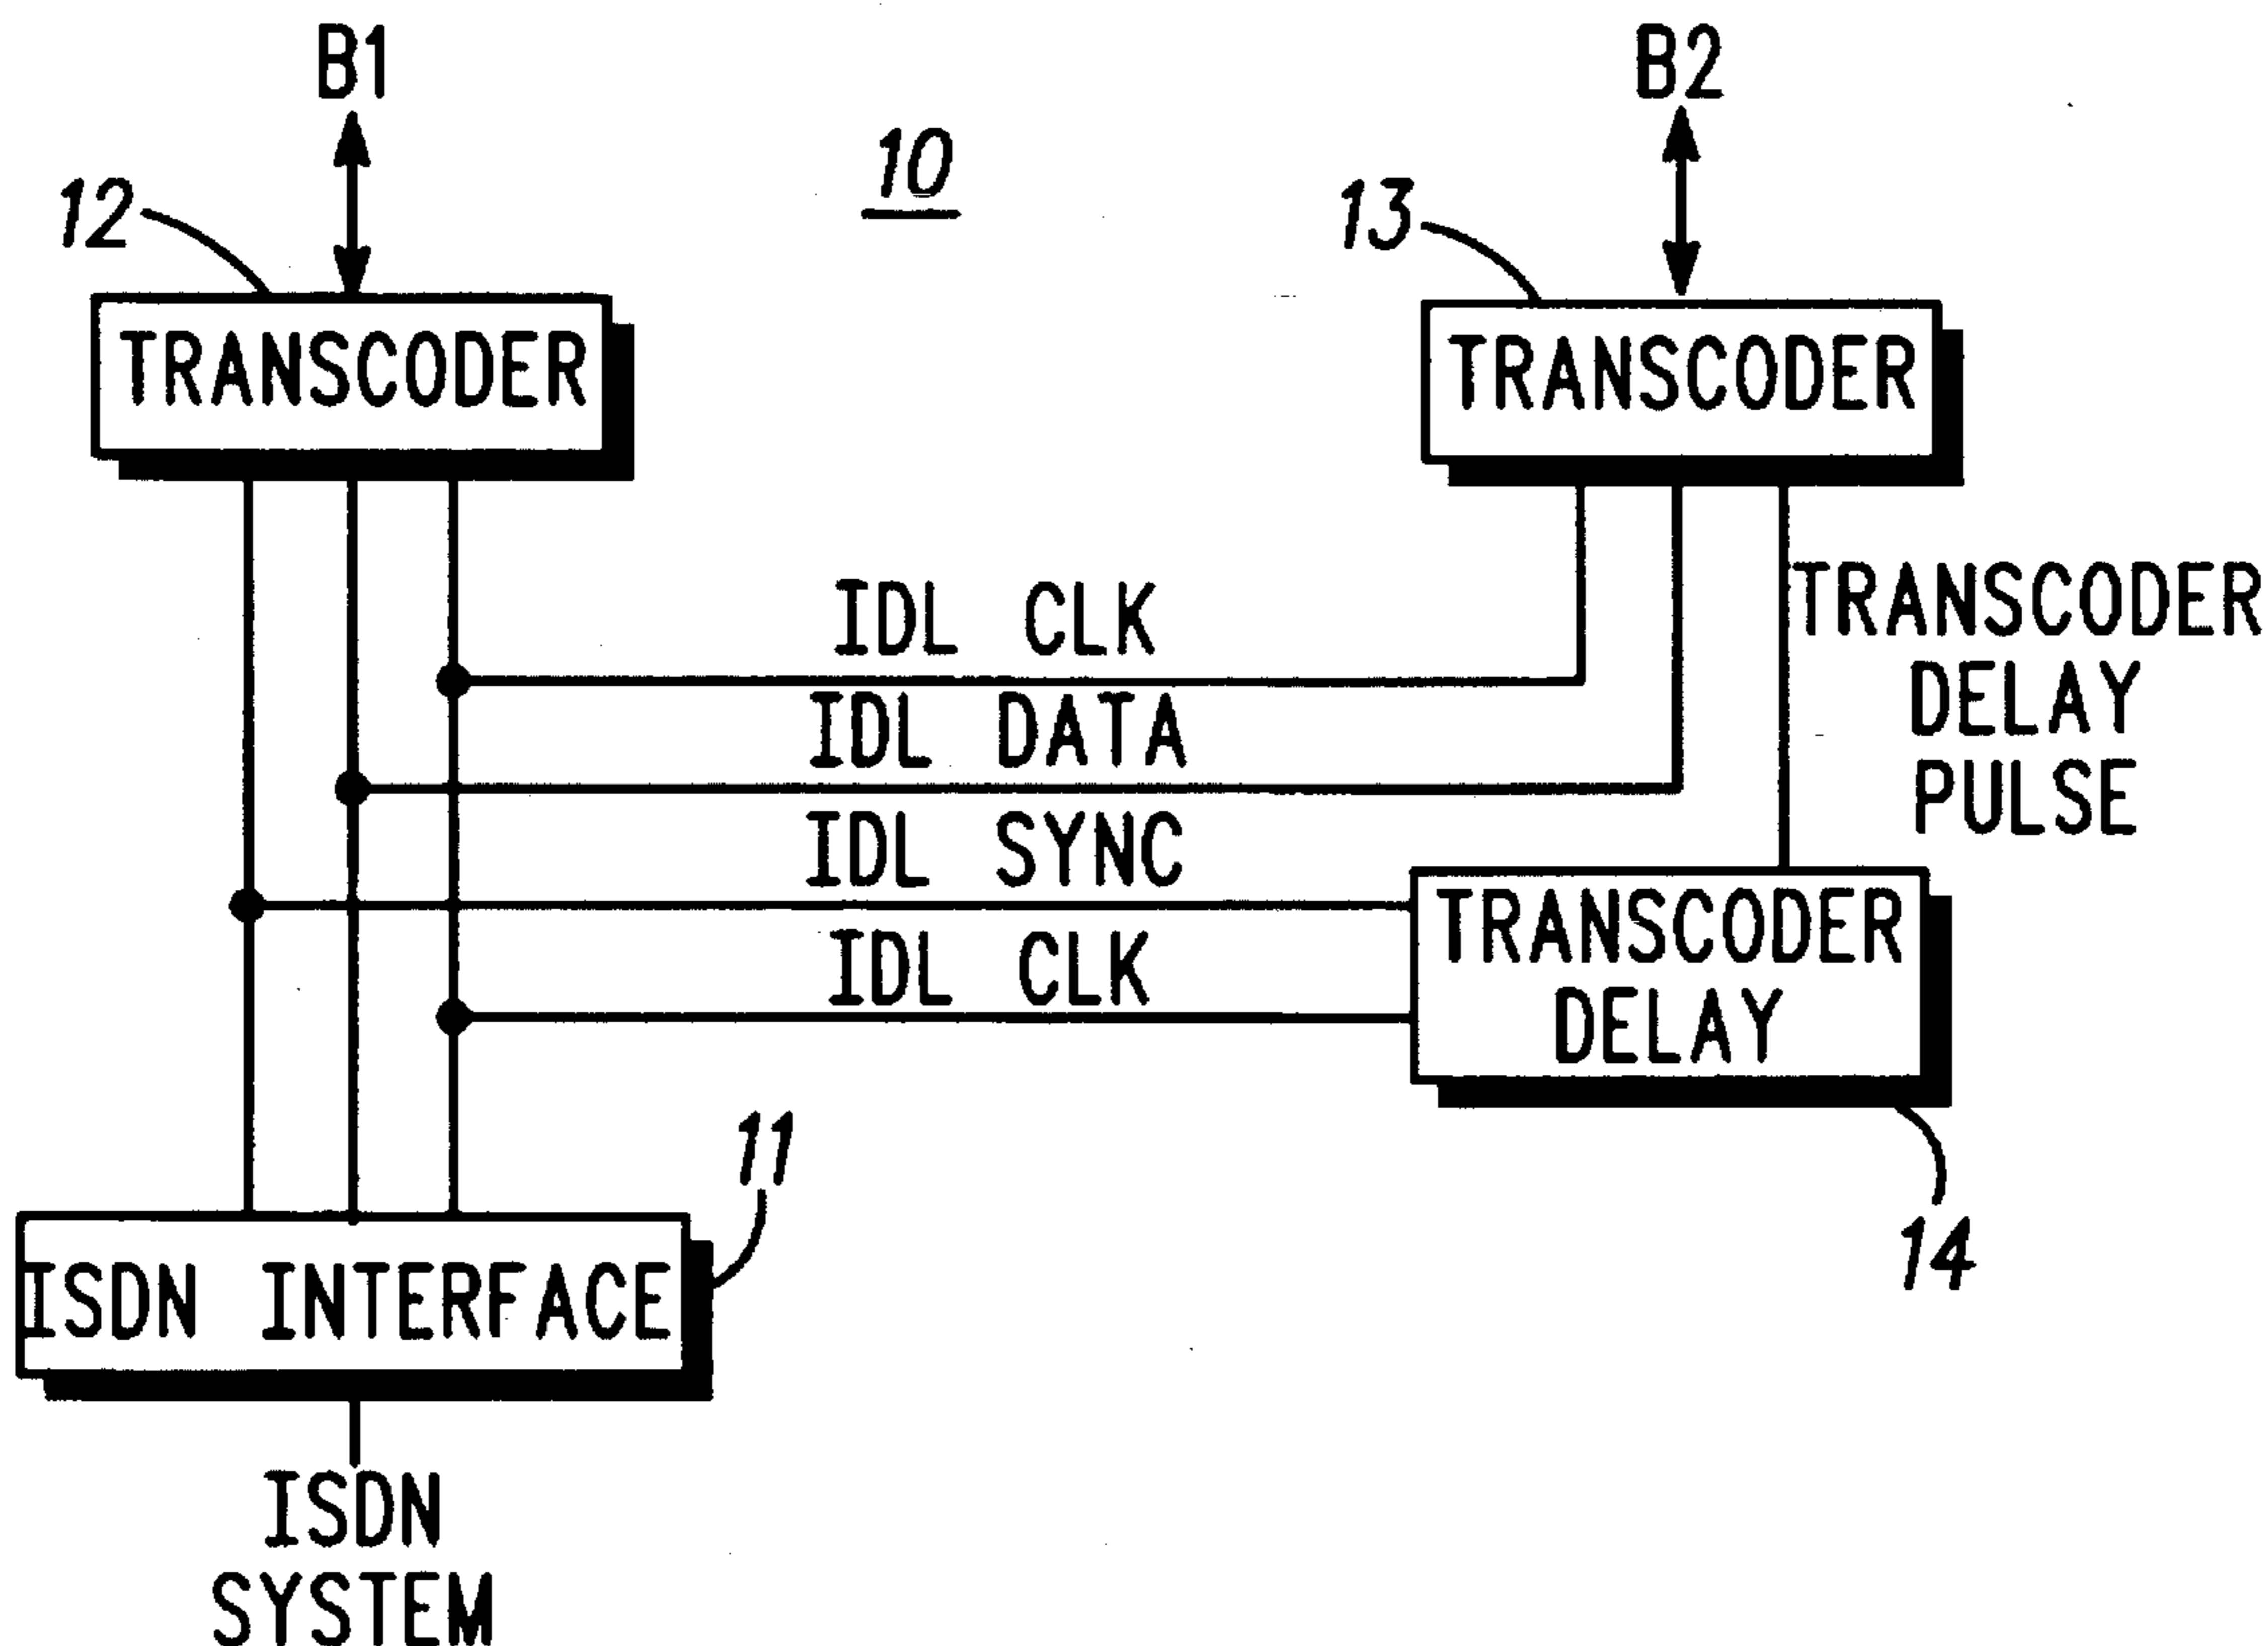 B1
B2
10
12
13
TRANSCODER
TRANSCODER
IDL CLK
TRANSCODER
DELAY
PULSE
IDL DATA
IDL SYNC
IDL CLK
TRANSCODER
DELAY
11
14
ISDN INTERFACE
ISDN
SYSTEM